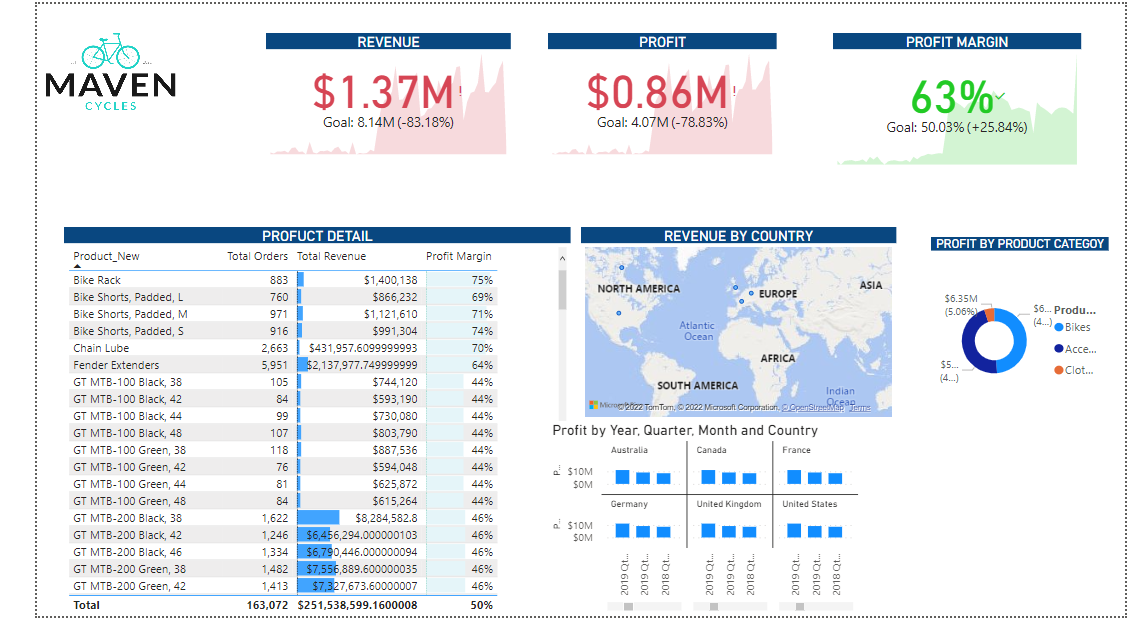 MAVEN
CYCLES
REVENUE
$1.37M!
Goal: 8.14M (-83.18%)
PROFIT
$0.86M!
Goal: 4.07M (-78.83%)
PROFIT MARGIN
63%
Goal: 50.03% (+25.84%)
PROFUCT DETAIL
Product_New Total Orders Total Revenue Profit Margin
Bike Rack 883 $1,400,138 75%
Bike Shorts, Padded, L 760 $866,232 69%
Bike Shorts, Padded, M 971 $1,121,610 71%
Bike Shorts, Padded, S 916 $991,304 74%
Chain Lube 2,663 $431,957.6099999993 70%
Fender Extenders 5,951 $2,137,977.749999999 64%
GT MTB-100 Black, 38 105 $744,120 44%
GT MTB-100 Black, 42 84 $593,190 44%
GT MTB-100 Black, 44 99 $730,080 44%
GT MTB-100 Black, 48 107 $803,790 44%
GT MTB-100 Green, 38 118 $887,536 44%
GT MTB-100 Green, 42 76 $594,048 44%
GT MTB-100 Green, 44 81 $625,872 44%
GT MTB-100 Green, 48 84 $615,264 44%
GT MTB-200 Black, 38 1,622 $8,284,582.8 46%
GT MTB-200 Black, 42 1,246 $6,456,294.000000103 46%
GT MTB-200 Black, 46 1,334 $6,790,446.000000094 46%
GT MTB-200 Green, 38 1,482 $7,556,889.600000035 46%
GT MTB-200 Green, 42 1,413 $7,327,673.60000007 46%
Total 163,072 $251,538,599.1600008 50%
REVENUE BY COUNTRY
NORTH AMERICA
EUROPE
ASIA
Atlantic
Ocean
AFRICA
SOUTH AMERICA
Indian
Ocean
© 2022 TomTom, © 2022 Microsoft Corporation, © OpenStreetMap Terms
Profit by Year, Quarter, Month and Country
Australia Canada France
P...
$10M
$0M
Germany United Kingdom United States
P...
$10M
$0M
2019 Qt... 2019 Qt... 2018 Qt... 2019 Qt... 2019 Qt... 2018 Qt... 2019 Qt... 2019 Qt... 2018 Qt...
PROFIT BY PRODUCT CATEGOY
$6.35M
(5.06%)
$6...
(4...)
$5...
(4...)
Produ...
Bikes
Acce...
Clot...